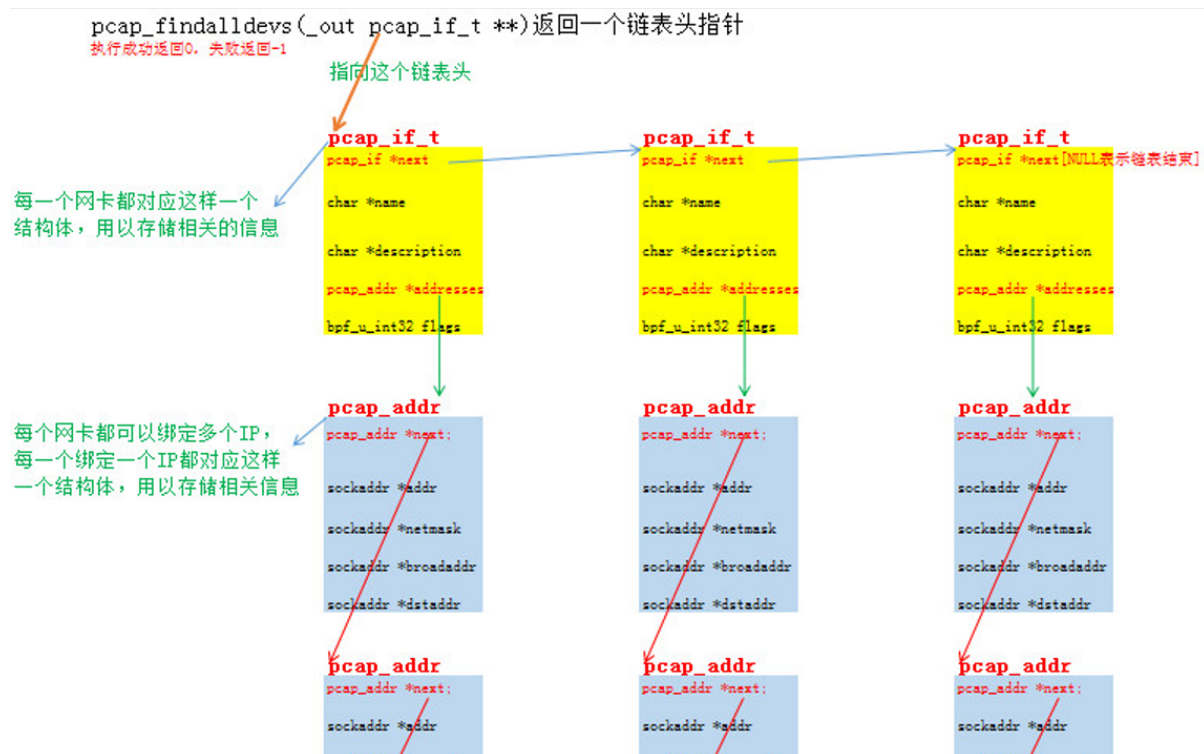 pcap_findalldevs(_out pcap_if_t **)返回一个链表头指针
执行成功返回0, 失败返回-1
指向这个链表头
pcap_if_t
pcap_if *next
char *name
char *description
pcap_addr *addresses
bpf_u_int32 flags
pcap_if_t
pcap_if *next
char *name
char *description
pcap_addr *addresses
bpf_u_int32 flags
pcap_if_t
pcap_if *next[NULL表示链表结束]
char *name
char *description
pcap_addr *addresses
bpf_u_int32 flags
每一个网卡都对应这样一个
结构体，用以存储相关的信息
每个网卡都可以绑定多个IP，
每一个绑定一个IP都对应这样
一个结构体，用以存储相关信息
pcap_addr
pcap_addr *next;
sockaddr *addr
sockaddr *netmask
sockaddr *broadaddr
sockaddr *dstaddr
pcap_addr
pcap_addr *next;
sockaddr *addr
sockaddr *netmask
sockaddr *broadaddr
sockaddr *dstaddr
pcap_addr
pcap_addr *next;
sockaddr *addr
sockaddr *netmask
sockaddr *broadaddr
sockaddr *dstaddr
pcap_addr
pcap_addr *next;
sockaddr *addr
pcap_addr
pcap_addr *next;
sockaddr *addr
pcap_addr
pcap_addr *next;
sockaddr *addr